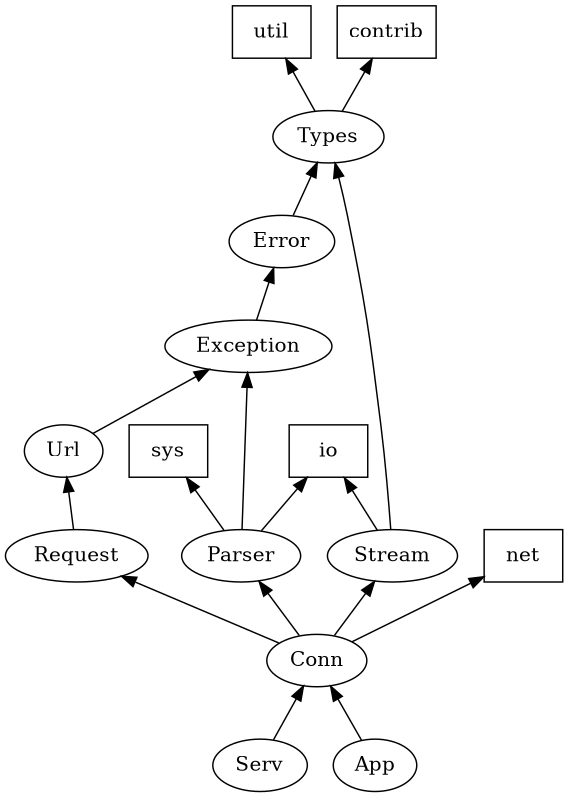 util
contrib
Types
Error
Exception
Url
sys
io
Request
Parser
Stream
net
Conn
Serv
App